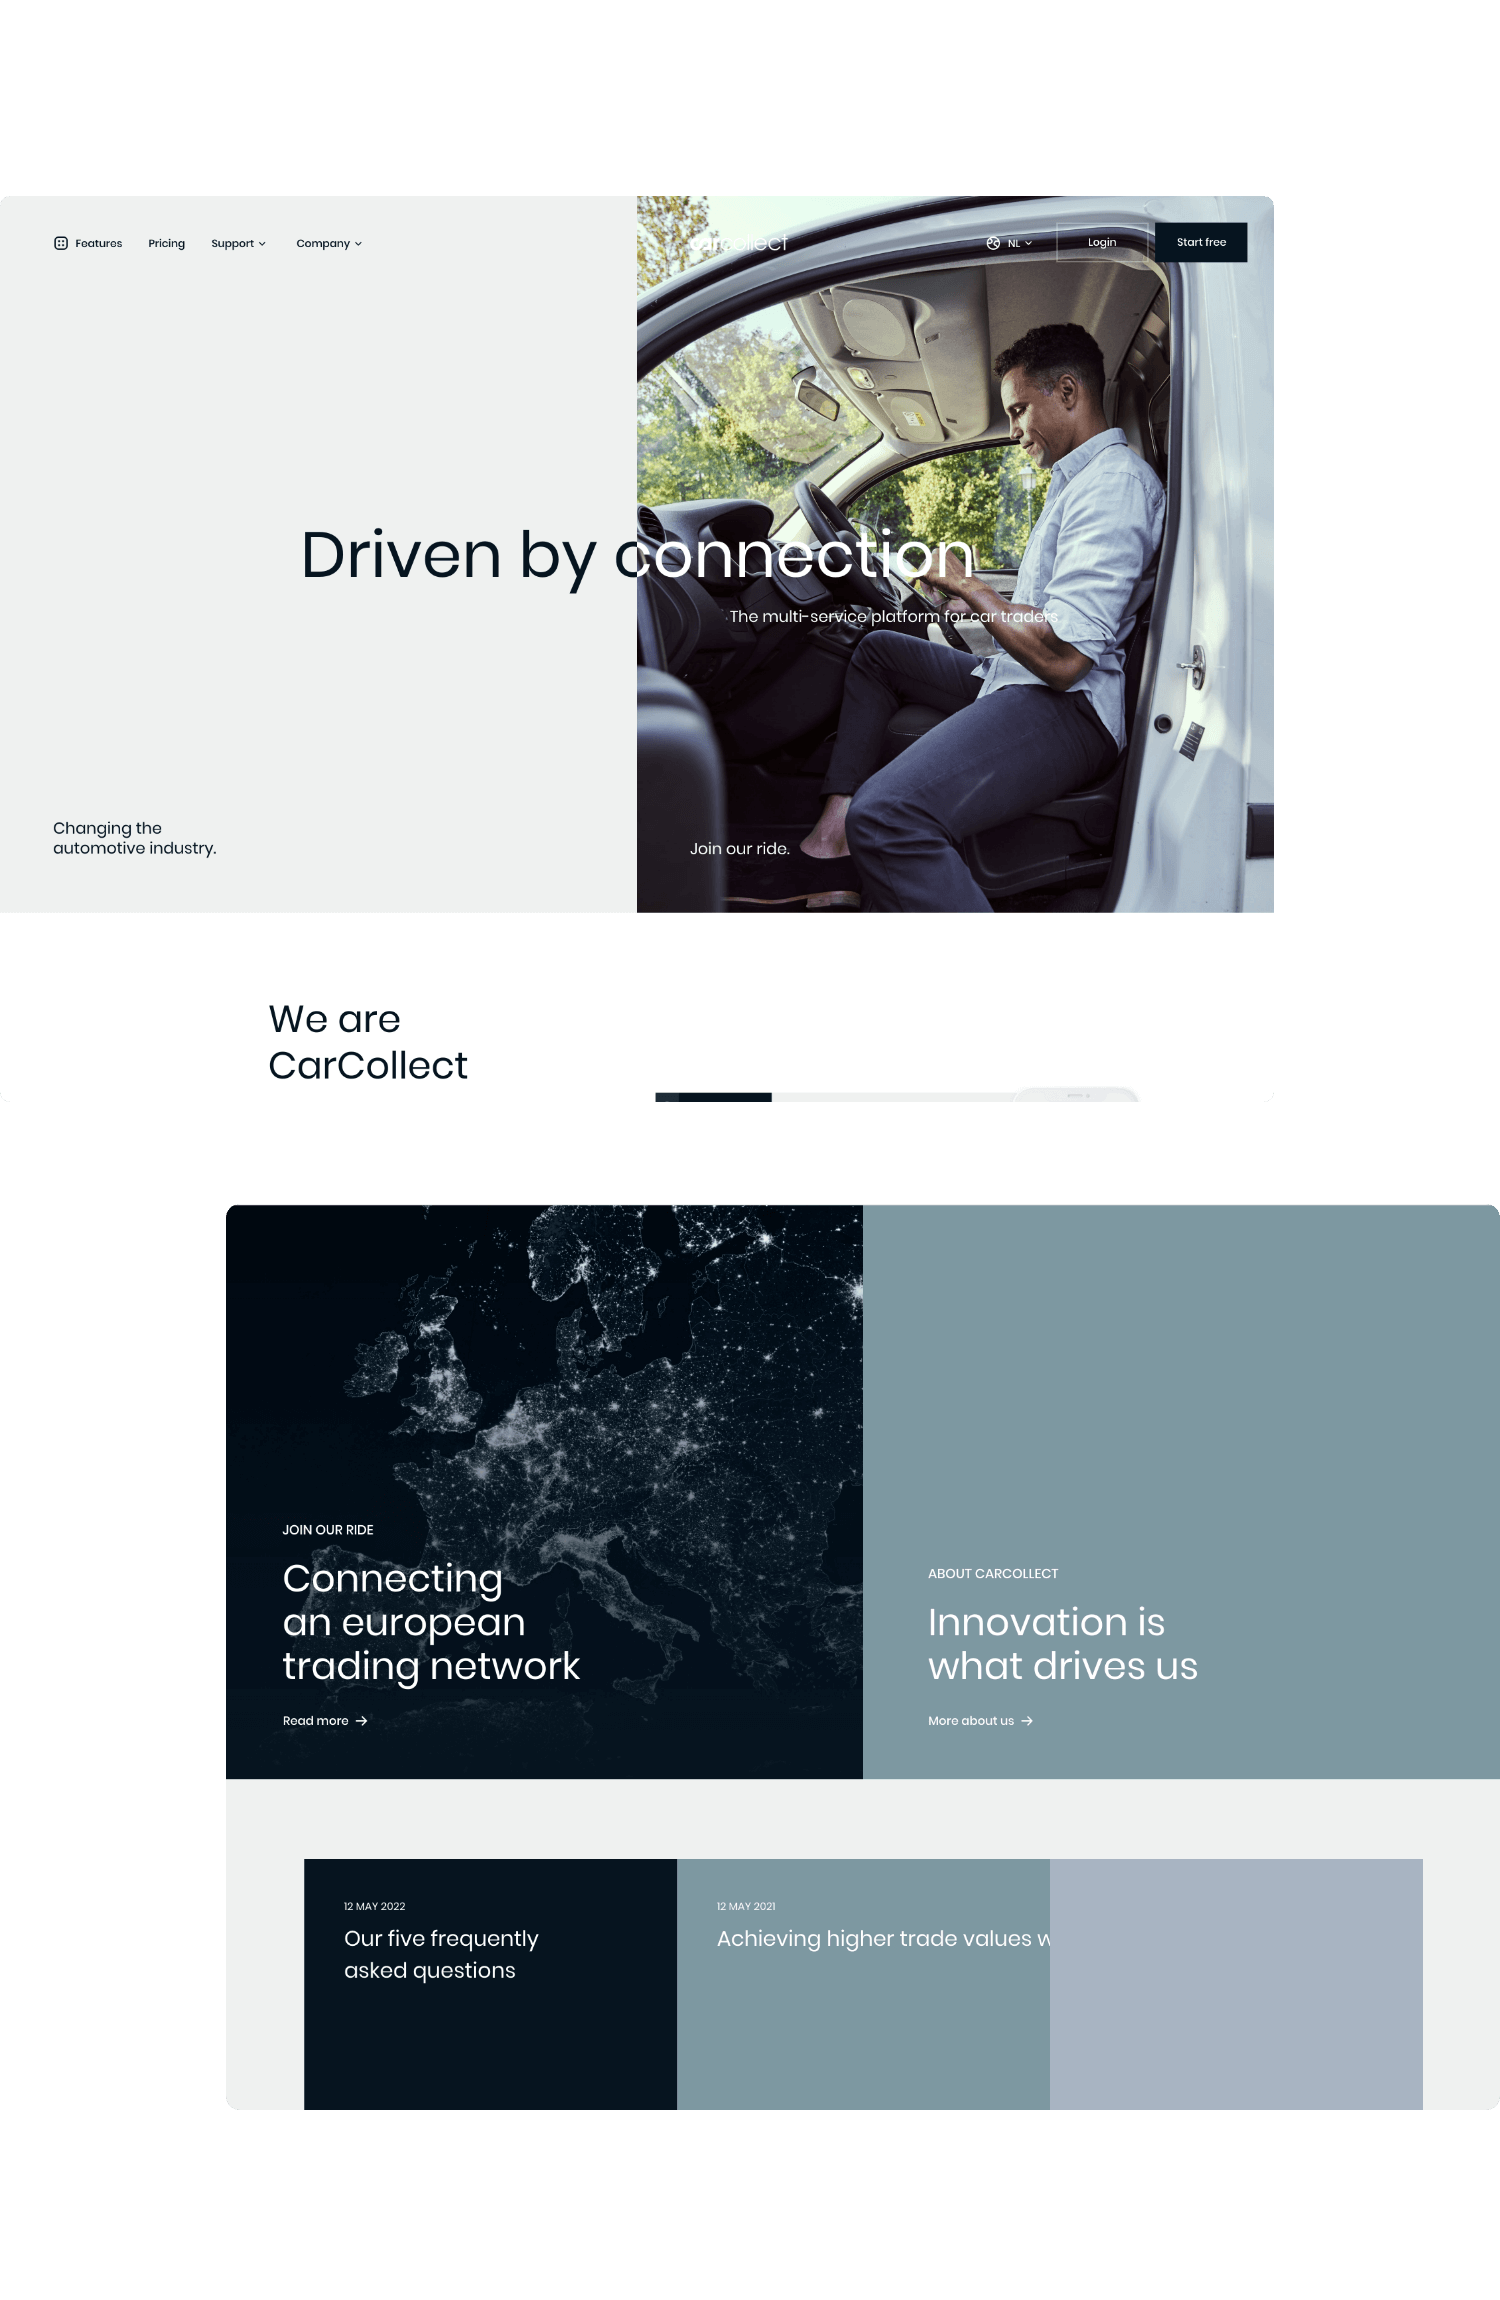 Features Pricing Support Company
carcollect
NL Login Start free
Driven by connection
The multi-service platform for car traders
Changing the
automotive industry.
Join our ride.
We are
CarCollect
JOIN OUR RIDE
Connecting
an european
trading network
Read more
ABOUT CARCOLLECT
Innovation is
what drives us
More about us
12 MAY 2022
Our five frequently
asked questions
12 MAY 2021
Achieving higher trade values w